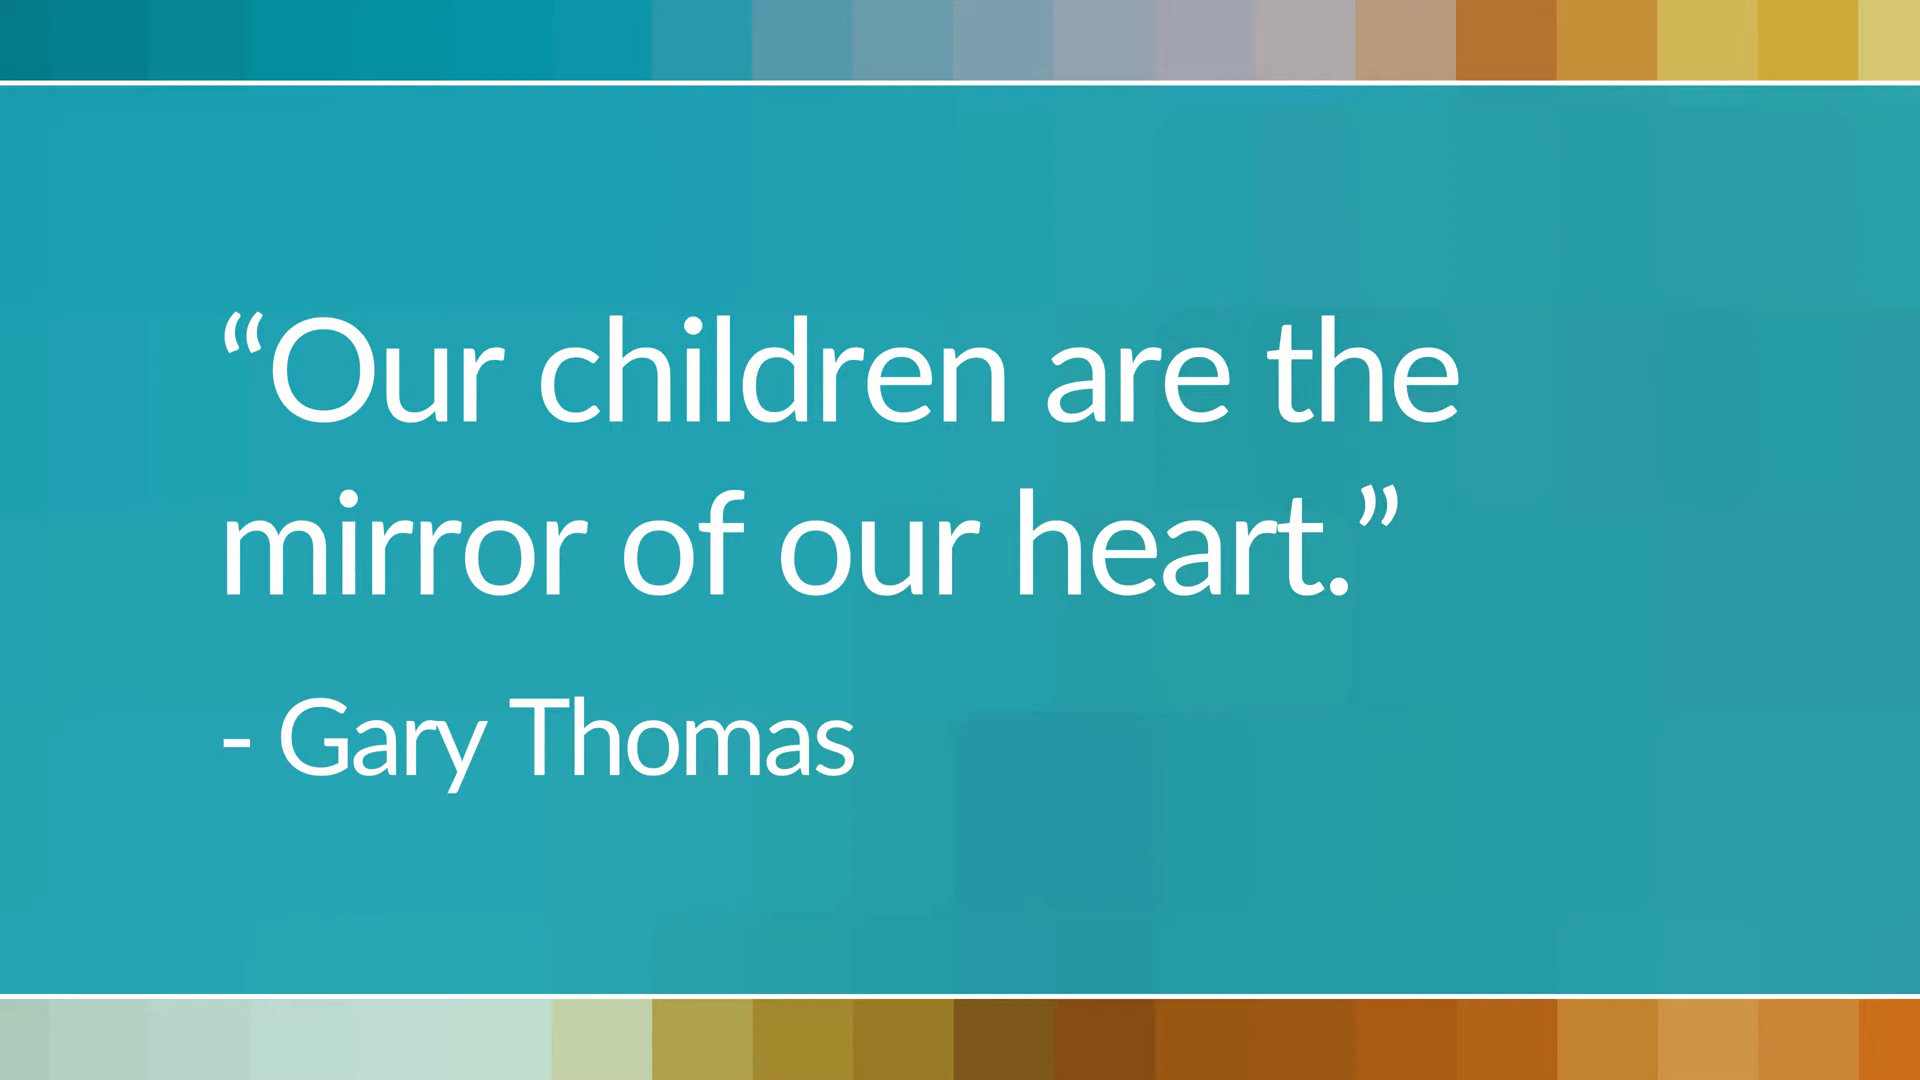 “Our children are the
mirror of our heart.”
- Gary Thomas